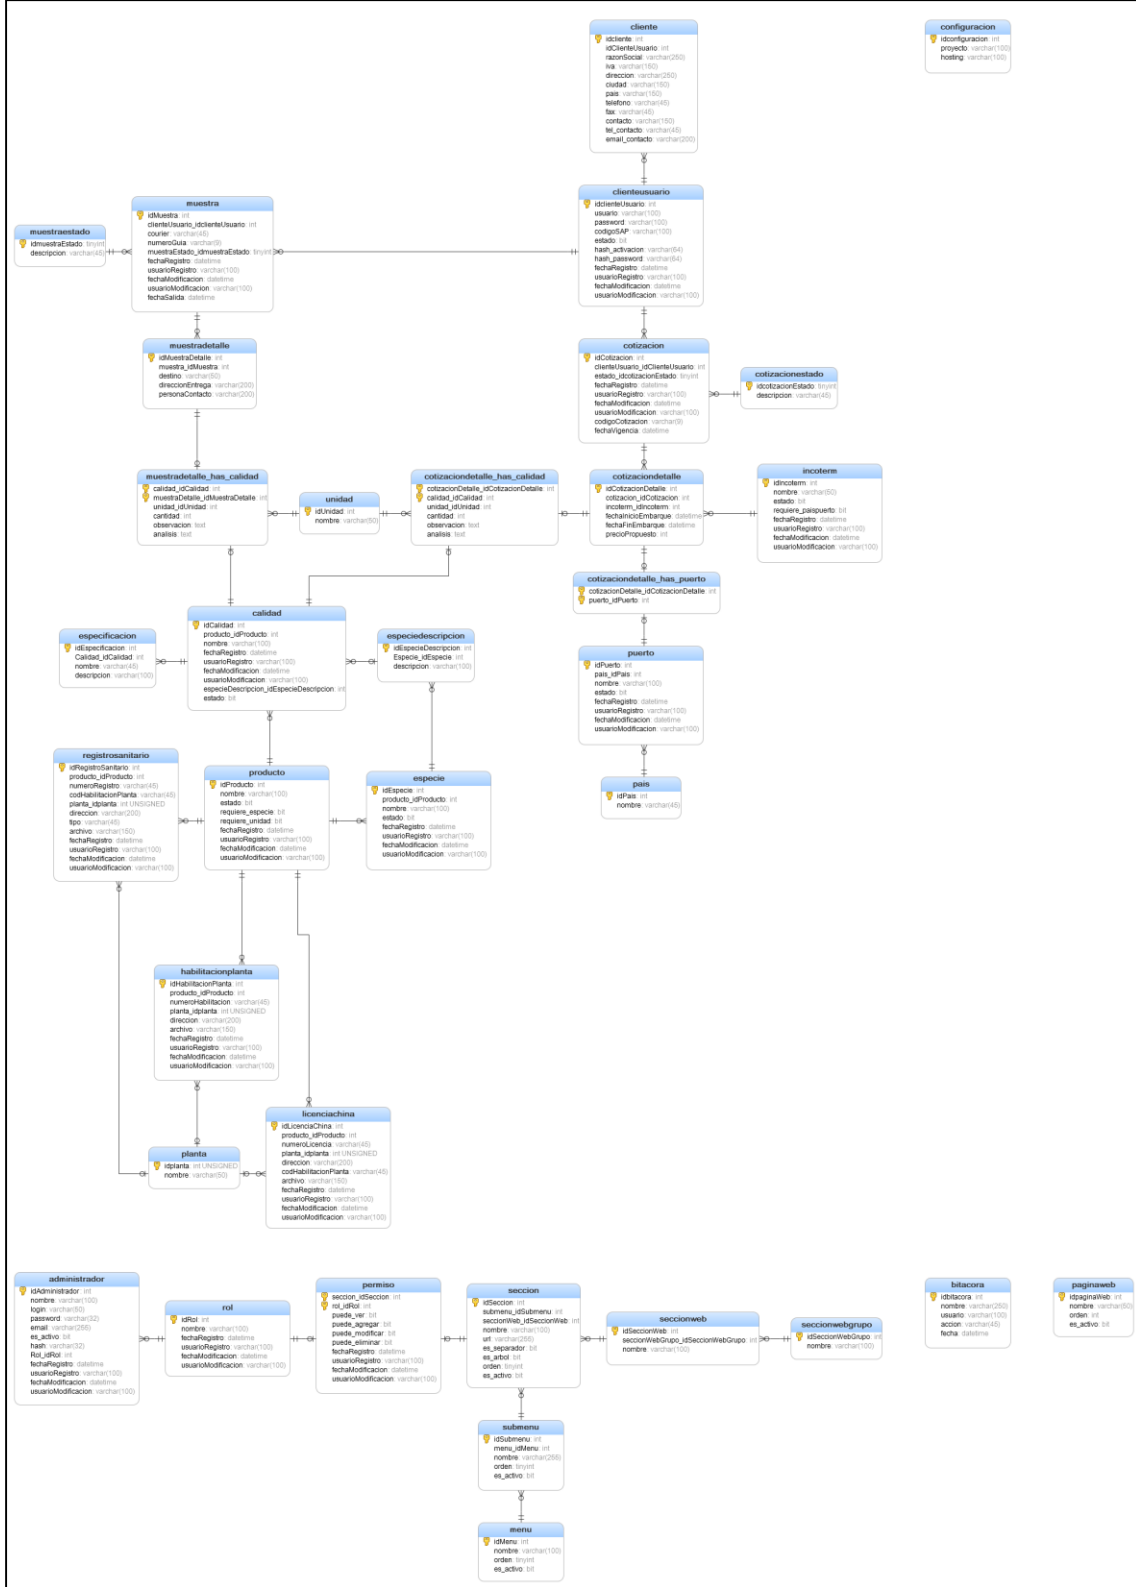 cliente
idcliente: int
idClienteUsuario: int
razonSocial: varchar(250)
iva: varchar(150)
direccion: varchar(250)
ciudad: varchar(150)
pais: varchar(150)
telefono: varchar(45)
fax: varchar(45)
contacto: varchar(150)
tel_contacto: varchar(45)
email_contacto: varchar(200)
configuracion
idconfiguracion: int
proyecto: varchar(100)
hosting: varchar(100)
muestraestado
idmuestraEstado: tinyint
descripcion: varchar(45)
muestra
idMuestra: int
clienteUsuario_idclienteUsuario: int
courier: varchar(45)
numeroGuia: varchar(9)
muestraEstado_idmuestraEstado: tinyint
fechaRegistro: datetime
usuarioRegistro: varchar(100)
fechaModificacion: datetime
usuarioModificacion: varchar(100)
fechaSalida: datetime
clienteusuario
idclienteUsuario: int
usuario: varchar(100)
password: varchar(100)
codigoSAP: varchar(100)
estado: bit
hash_activacion: varchar(64)
hash_password: varchar(64)
fechaRegistro: datetime
usuarioRegistro: varchar(100)
fechaModificacion: datetime
usuarioModificacion: varchar(100)
muestradetalle
idMuestraDetalle: int
muestra_idMuestra: int
destino: varchar(50)
direccionEntrega: varchar(200)
personaContacto: varchar(200)
cotizacion
idCotizacion: int
clienteUsuario_idClienteUsuario: int
estado_idcotizacionEstado: tinyint
fechaRegistro: datetime
usuarioRegistro: varchar(100)
fechaModificacion: datetime
usuarioModificacion: varchar(100)
codigoCotizacion: varchar(9)
fechaVigencia: datetime
cotizacionestado
idcotizacionEstado: tinyint
descripcion: varchar(45)
muestradetalle_has_calidad
calidad_idCalidad: int
muestraDetalle_idMuestraDetalle: int
unidad_idUnidad: int
cantidad: int
observacion: text
analisis: text
unidad
idUnidad: int
nombre: varchar(50)
cotizaciondetalle_has_calidad
cotizacionDetalle_idCotizacionDetalle: int
calidad_idCalidad: int
unidad_idUnidad: int
cantidad: int
observacion: text
analisis: text
cotizaciondetalle
idCotizacionDetalle: int
cotizacion_idCotizacion: int
incoterm_idIncoterm: int
fechaInicioEmbarque: datetime
fechaFinEmbarque: datetime
precioPropuesto: int
incoterm
idIncoterm: int
nombre: varchar(50)
estado: bit
requiere_paispuerto: bit
fechaRegistro: datetime
usuarioRegistro: varchar(100)
fechaModificacion: datetime
usuarioModificacion: varchar(100)
cotizaciondetalle_has_puerto
cotizacionDetalle_idCotizacionDetalle: int
puerto_idPuerto: int
especificacion
idEspecificacion: int
Calidad_idCalidad: int
nombre: varchar(45)
descripcion: varchar(100)
calidad
idCalidad: int
producto_idProducto: int
nombre: varchar(100)
fechaRegistro: datetime
usuarioRegistro: varchar(100)
fechaModificacion: datetime
usuarioModificacion: varchar(100)
especieDescripcion_idEspecieDescripcion: int
estado: bit
especiedescripcion
idEspecieDescripcion: int
Especie_idEspecie: int
descripcion: varchar(100)
puerto
idPuerto: int
pais_idPais: int
nombre: varchar(100)
estado: bit
fechaRegistro: datetime
usuarioRegistro: varchar(100)
fechaModificacion: datetime
usuarioModificacion: varchar(100)
registrosanitario
idRegistroSanitario: int
producto_idProducto: int
numeroRegistro: varchar(45)
codHabilitacionPlanta: varchar(45)
planta_idplanta: int UNSIGNED
direccion: varchar(200)
tipo: varchar(45)
archivo: varchar(150)
fechaRegistro: datetime
usuarioRegistro: varchar(100)
fechaModificacion: datetime
usuarioModificacion: varchar(100)
producto
idProducto: int
nombre: varchar(100)
estado: bit
requiere_especie: bit
requiere_unidad: bit
fechaRegistro: datetime
usuarioRegistro: varchar(100)
fechaModificacion: datetime
usuarioModificacion: varchar(100)
especie
idEspecie: int
producto_idProducto: int
nombre: varchar(100)
estado: bit
fechaRegistro: datetime
usuarioRegistro: varchar(100)
fechaModificacion: datetime
usuarioModificacion: varchar(100)
pais
idPais: int
nombre: varchar(45)
habilitacionplanta
idHabilitacionPlanta: int
producto_idProducto: int
numeroHabilitacion: varchar(45)
planta_idplanta: int UNSIGNED
direccion: varchar(200)
archivo: varchar(150)
fechaRegistro: datetime
usuarioRegistro: varchar(100)
fechaModificacion: datetime
usuarioModificacion: varchar(100)
licenciachina
idLicenciaChina: int
producto_idProducto: int
numeroLicencia: varchar(45)
planta_idplanta: int UNSIGNED
direccion: varchar(200)
codHabilitacionPlanta: varchar(45)
archivo: varchar(150)
fechaRegistro: datetime
usuarioRegistro: varchar(100)
fechaModificacion: datetime
usuarioModificacion: varchar(100)
planta
idplanta: int UNSIGNED
nombre: varchar(50)
administrador
idAdministrador: int
nombre: varchar(100)
login: varchar(50)
password: varchar(32)
email: varchar(256)
es_activo: bit
hash: varchar(32)
Rol_idRol: int
fechaRegistro: datetime
usuarioRegistro: varchar(100)
fechaModificacion: datetime
usuarioModificacion: varchar(100)
rol
idRol: int
nombre: varchar(100)
fechaRegistro: datetime
usuarioRegistro: varchar(100)
fechaModificacion: datetime
usuarioModificacion: varchar(100)
permiso
seccion_idSeccion: int
rol_idRol: int
puede_ver: bit
puede_agregar: bit
puede_modificar: bit
puede_eliminar: bit
fechaRegistro: datetime
usuarioRegistro: varchar(100)
fechaModificacion: datetime
usuarioModificacion: varchar(100)
seccion
idSeccion: int
submenu_idSubmenu: int
seccionWeb_idSeccionWeb: int
nombre: varchar(100)
url: varchar(256)
es_separador: bit
es_arbol: bit
orden: tinyint
es_activo: bit
seccionweb
idSeccionWeb: int
seccionWebGrupo_idSeccionWebGrupo: int
nombre: varchar(100)
seccionwebgrupo
idSeccionWebGrupo: int
nombre: varchar(100)
bitacora
idbitacora: int
nombre: varchar(250)
usuario: int
accion: varchar(45)
fecha: datetime
paginaweb
idpaginaWeb: int
nombre: varchar(50)
orden: int
es_activo: bit
submenu
idSubmenu: int
menu_idMenu: int
nombre: varchar(256)
orden: tinyint
es_activo: bit
menu
idMenu: int
nombre: varchar(100)
orden: tinyint
es_activo: bit